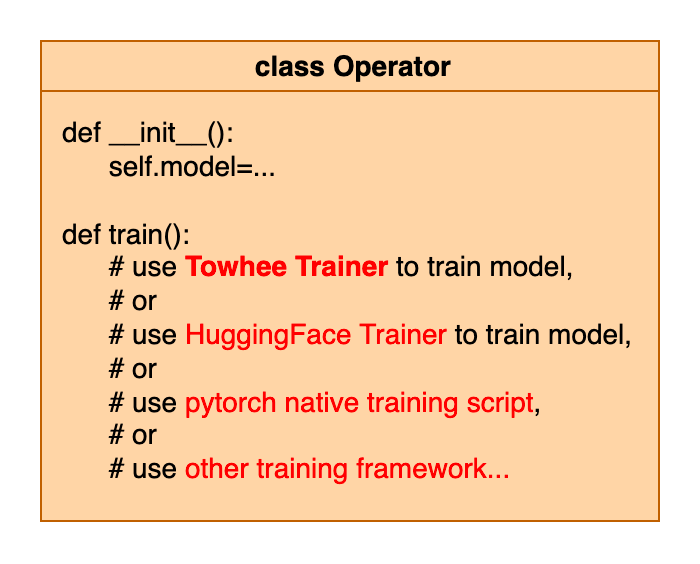 class Operator
def __init__():
self.model=...
def train():
# use Towhee Trainer to train model,
# or
# use HuggingFace Trainer to train model,
# or
# use pytorch native training script,
# or
# use other training framework...